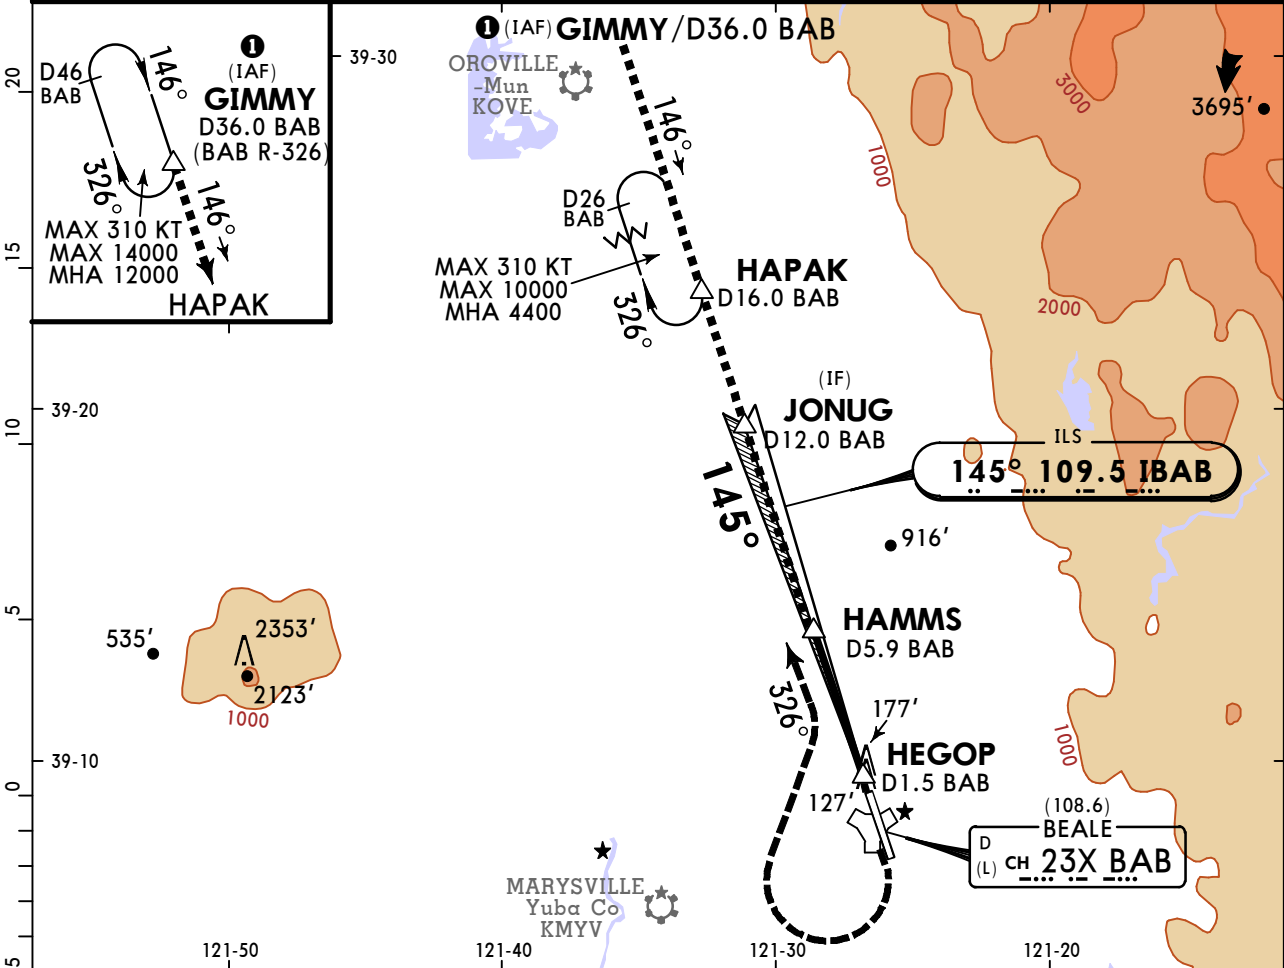 ❶
(IAF)
GIMMY
D36.0 BAB
(BAB R-326)
D46
BAB
146°
326°
146°
MAX 310 KT
MAX 14000
MHA 12000
HAPAK
❶ (IAF) GIMMY/D36.0 BAB
39-30
OROVILLE
-Mun
KOVE
146°
D26
BAB
MAX 310 KT
MAX 10000
MHA 4400
326°
HAPAK
D16.0 BAB
1000
3000
3695'
2000
(IF)
JONUG
D12.0 BAB
39-20
ILS
145° 109.5 IBAB
145°
916'
HAMMS
D5.9 BAB
535'
2353'
2123'
1000
326°
177'
HEGOP
D1.5 BAB
127'
39-10
1000
(108.6)
BEALE
D
(L) CH 23X BAB
MARYSVILLE
Yuba Co
KMYV
20
15
10
5
0
5
121-50
121-40
121-30
121-20